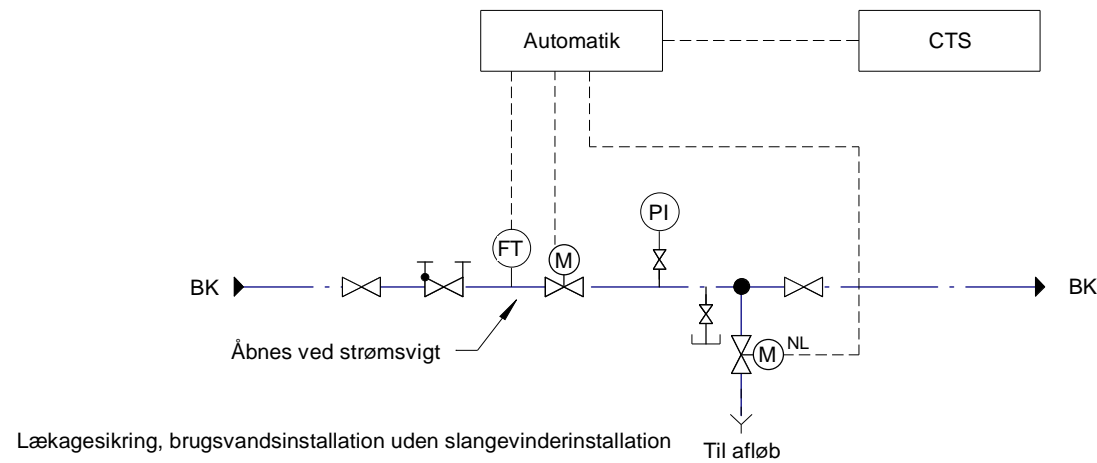 Automatik
CTS
PI
FT
M
BK
BK
Åbnes ved strømsvigt
M
NL
Lækagesikring, brugsvandsinstallation uden slangevinderinstallation
Til afløb